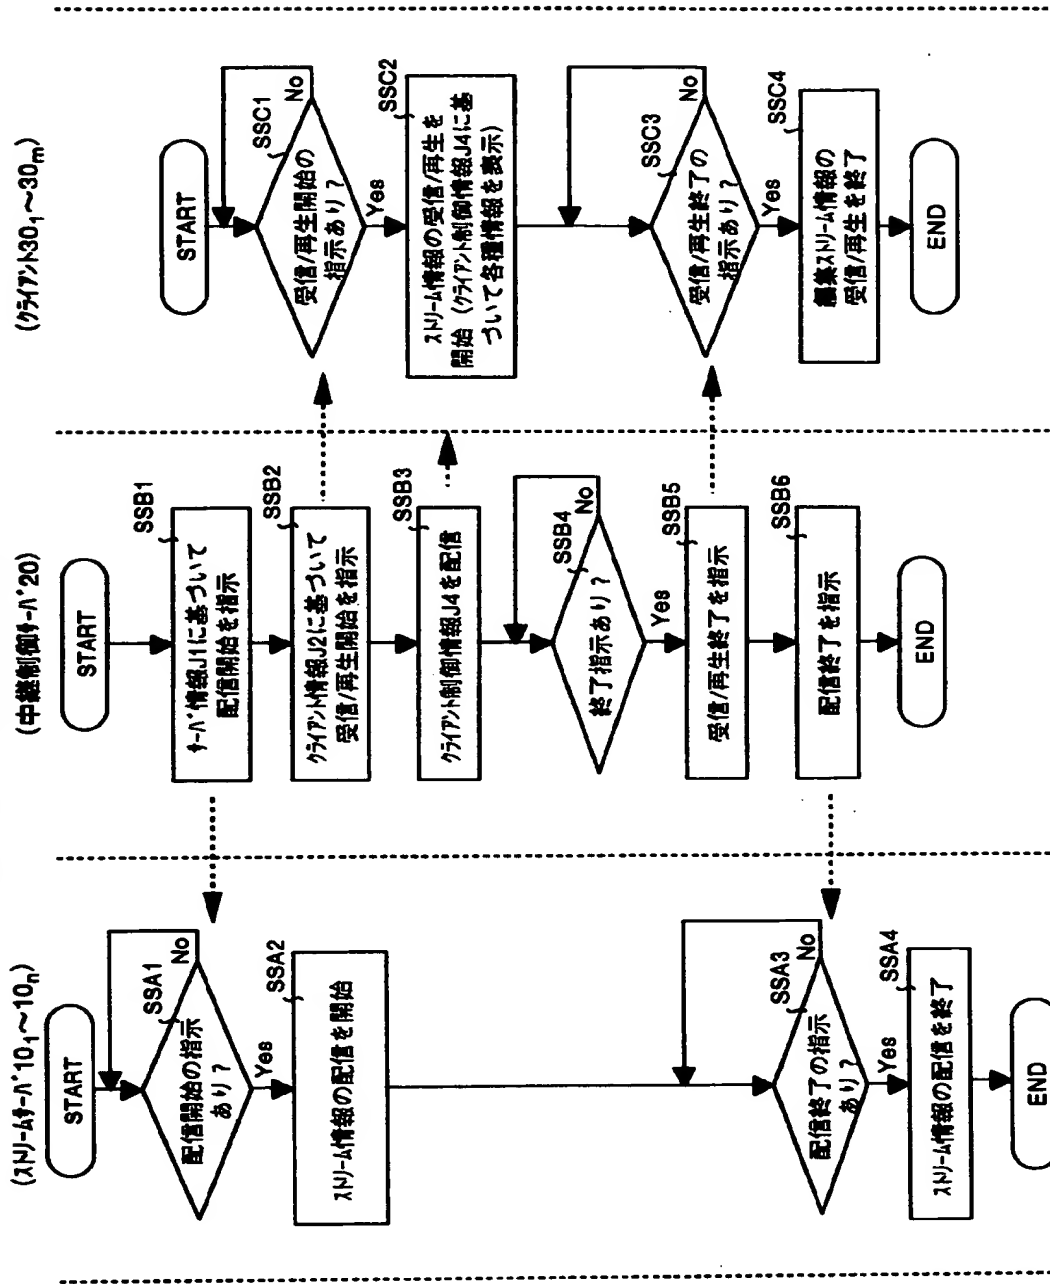 (ストリームサーバ10₁～10ₙ)
START
SSA1
配信開始の指示
あり？
No
Yes
SSA2
ストリーム情報の配信を開始
SSA3
配信終了の指示
あり？
No
Yes
SSA4
ストリーム情報の配信を終了
END
(中継制御サーバ20)
START
SSB1
サーバ情報J1に基づいて
配信開始を指示
SSB2
クライアント情報J2に基づいて
受信/再生開始を指示
SSB3
クライアント制御情報J4を配信
SSB4
終了指示あり？
No
Yes
SSB5
受信/再生終了を指示
SSB6
配信終了を指示
END
(クライアント30₁～30ₘ)
START
SSC1
受信/再生開始の
指示あり？
No
Yes
SSC2
ストリーム情報の受信/再生を
開始（クライアント制御情報J4に基
づいて各種情報を表示）
SSC3
受信/再生終了の
指示あり？
No
Yes
SSC4
編集ストリーム情報の
受信/再生を終了
END